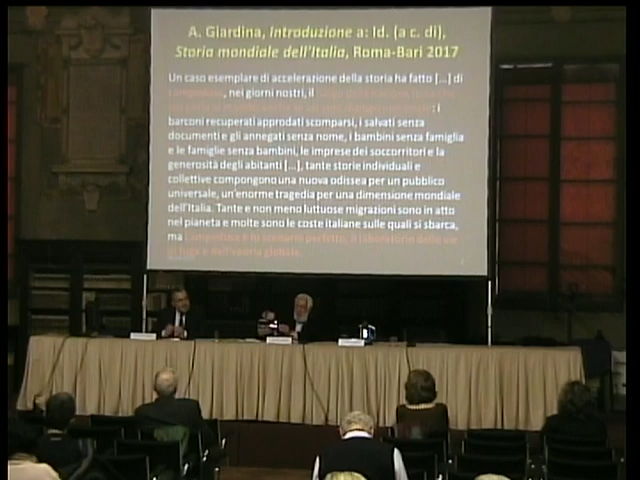 A. Giardina, Introduzione a: Id. (a c. di),
Storia mondiale dell'Italia, Roma-Bari 2017
Un caso esemplare di accelerazione della storia ha fatto [...] di
Lampedusa, nei giorni nostri, il
: i
barconi recuperati approdati scomparsi, i salvati senza
documenti e gli annegati senza nome, i bambini senza famiglia
e le famiglie senza bambini, le imprese dei soccorritori e la
generosità degli abitanti [...], tante storie individuali e
collettive compongono una nuova odissea per un pubblico
universale, un'enorme tragedia per una dimensione mondiale
dell'Italia. Tante e non meno luttuose migrazioni sono in atto
nel pianeta e molte sono le coste italiane sulle quali si sbarca,
ma Lampedusa è lo scenario perfetto, il laboratorio delle vie
di fuga e dell'utopia globale.